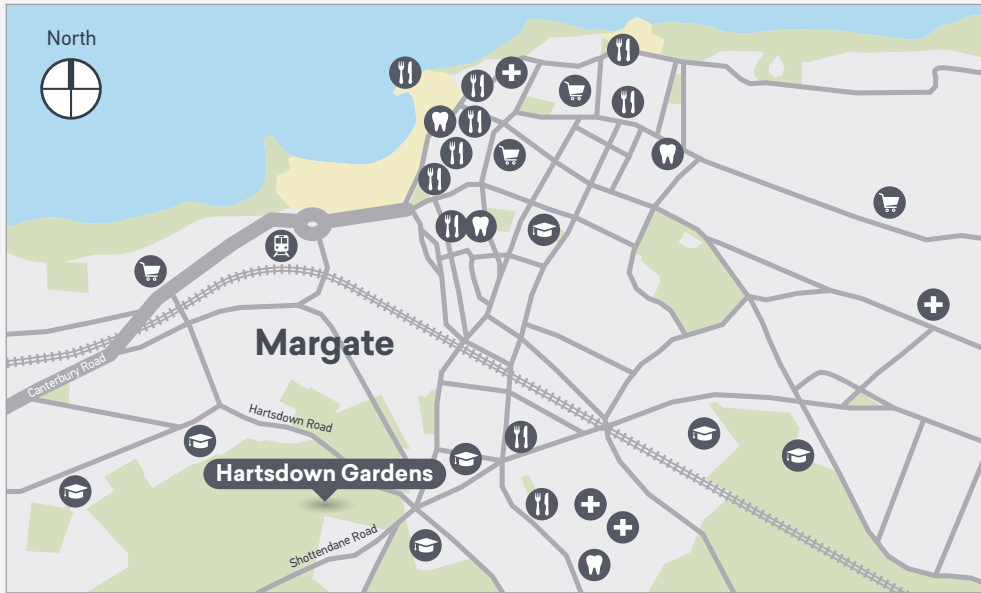 North
Margate
Canterbury Road
Hartsdown Road
Hartsdown Gardens
Shottendane Road